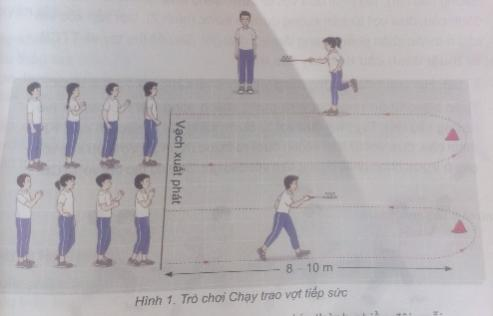 Vạch xuất phát
8 - 10 m
Hình 1. Trò chơi Chạy trao vợt tiếp sức